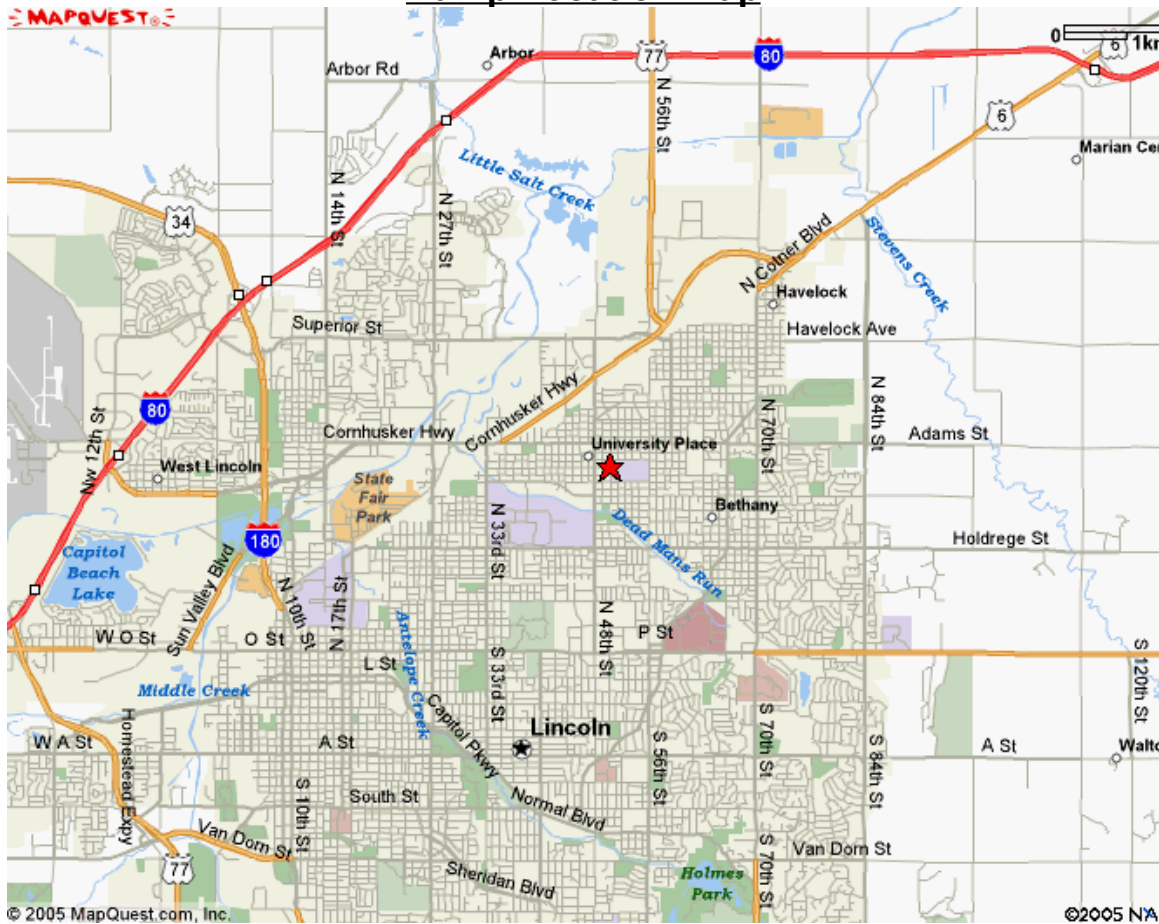 MAPQUEST
0
1km
Arbor
77
80
6
Arbor Rd
6
N 56th St
Marian Cen
Little Salt Creek
N 14th St
N 27th St
34
N Cotner Blvd
Stevens Creek
Havelock
Superior St
Havelock Ave
80
Cornhusker Hwy
N 84th St
Nw 12th St
Cornhusker Hwy
N 70th St
Adams St
University Place
West Lincoln
State
Fair
Park
Bethany
N 33rd St
Dead Mans Run
180
Holdrege St
Capitol
Beach
Lake
Sun Valley Blvd
N 10th St
N 17th St
Antelope Creek
N 48th St
W O St
O St
P St
L St
S 33rd St
S 120th St
Middle Creek
Capitol Pkwy
Lincoln
Homestead Expy
W A St
A St
S 56th St
S 70th St
S 84th St
A St
Walto
S 10th St
South St
Normal Blvd
Van Dorn St
S 70th St
Van Dorn St
77
Sheridan Blvd
Holmes
Park
© 2005 MapQuest.com, Inc.
©2005 NA